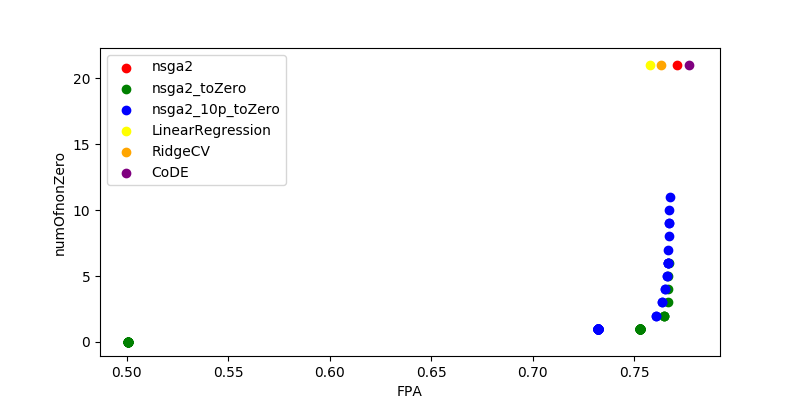 nsga2
nsga2_toZero
nsga2_10p_toZero
LinearRegression
RidgeCV
CoDE
numOfnonZero
20
15
10
5
0
0.50
0.55
0.60
0.65
0.70
0.75
FPA